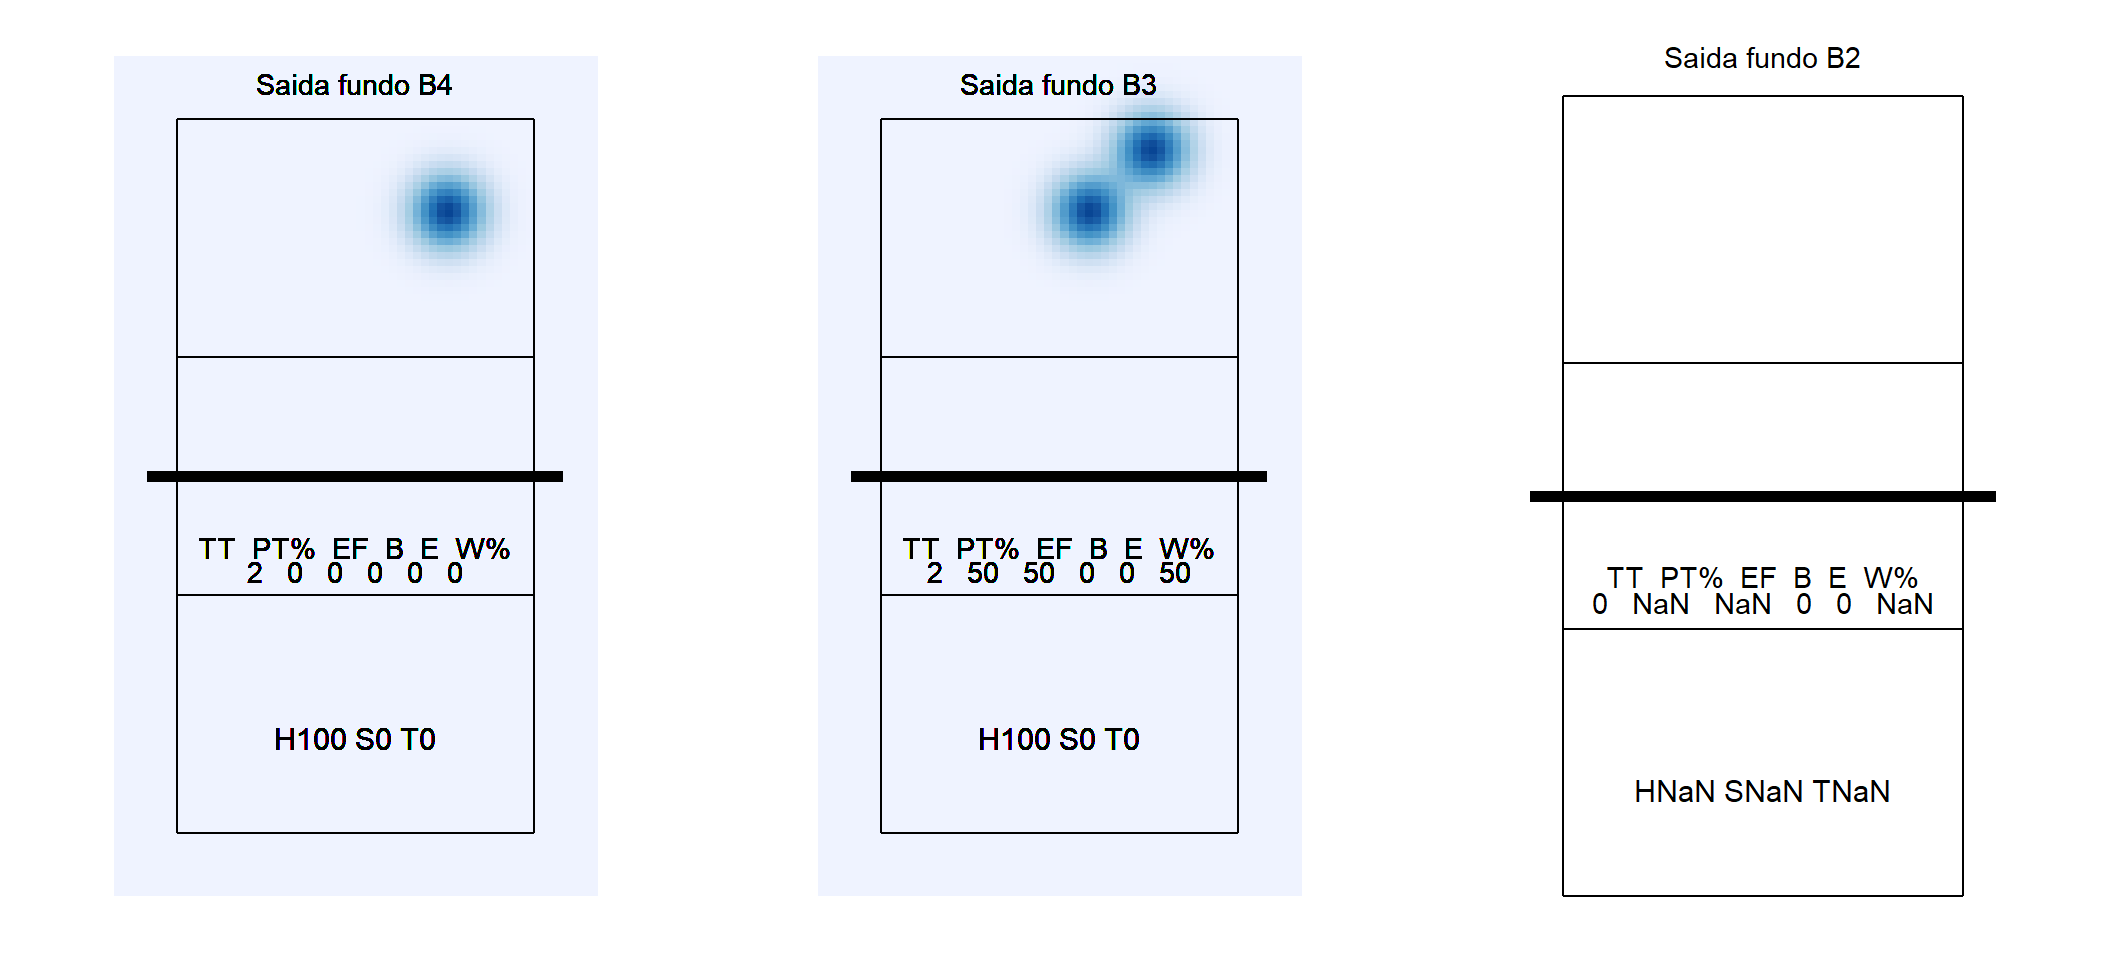 Saida fundo B4
TT PT% EF B E W%
2 0 0 0 0 0
H100 S0 T0
Saida fundo B3
TT PT% EF B E W%
2 50 50 0 0 50
H100 S0 T0
Saida fundo B2
TT PT% EF B E W%
0 NaN NaN 0 0 NaN
HNaN SNaN TNaN